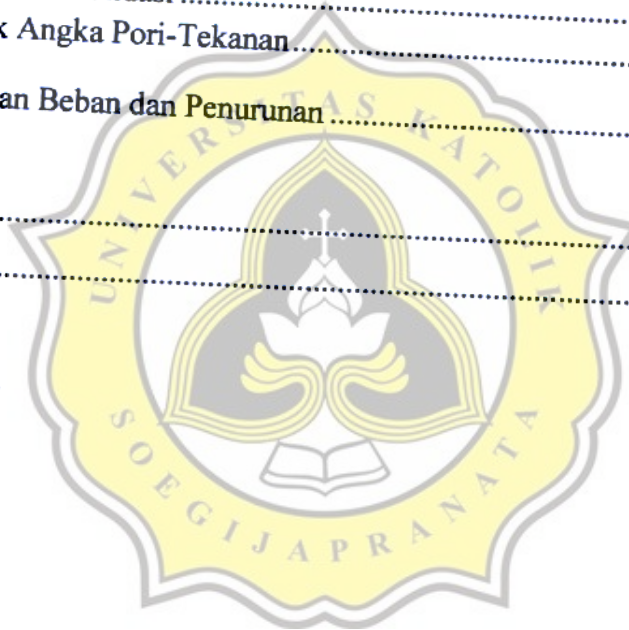 k Angka Pori-Tekanan..........................................
an Beban dan Penurunan ..........................................
UNIVERSITAS KATOLIK
SOEGIJAPRANATA